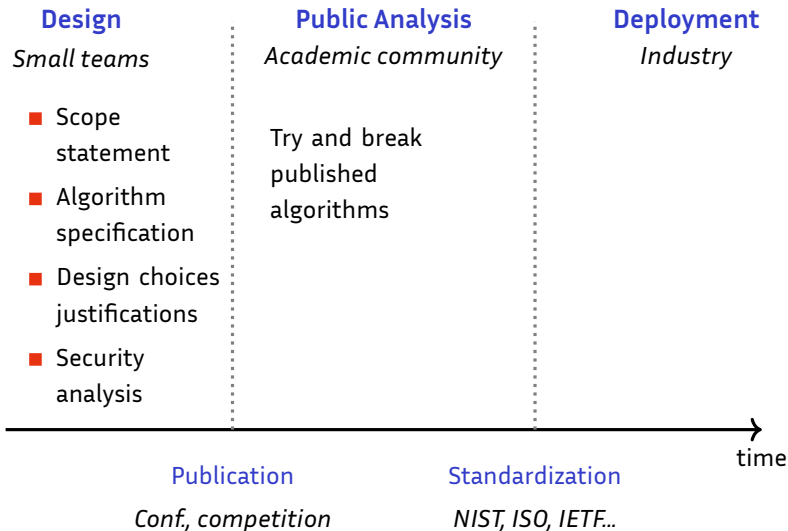 Design
Small teams
Scope
statement
Algorithm
specification
Design choices
justifications
Security
analysis
Public Analysis
Academic community
Try and break
published
algorithms
Deployment
Industry
time
Publication
Conf., competition
Standardization
NIST, ISO, IETF...